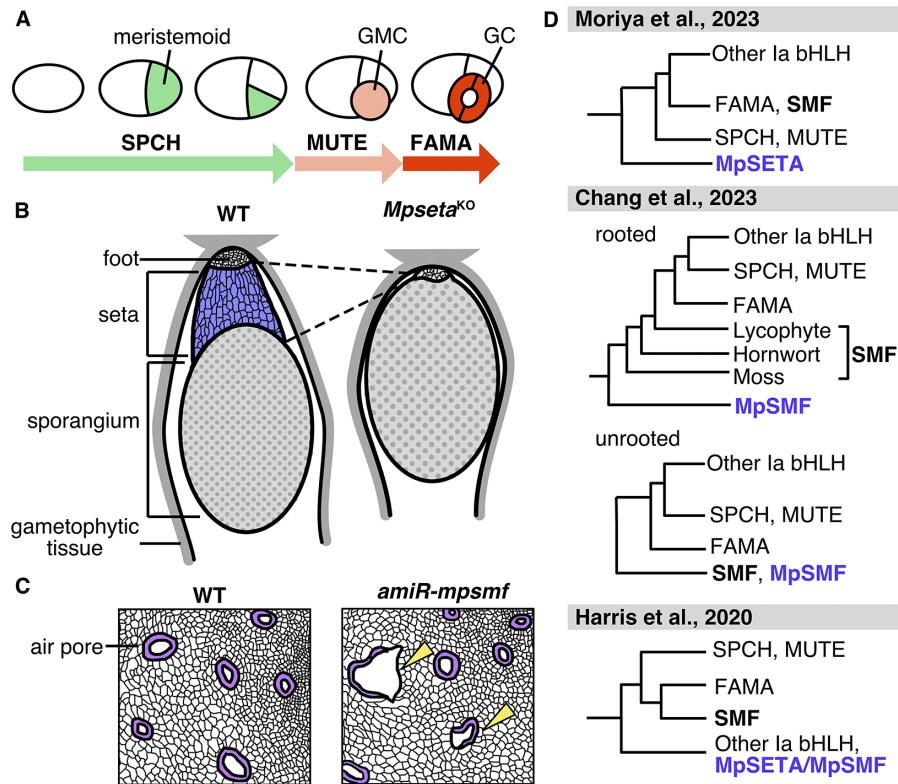 A
meristemoid
GMC
GC
SPCH
MUTE
FAMA
B
WT
Mpseta^KO
foot
seta
sporangium
gametophytic
tissue
C
WT
amiR-mpsmf
air pore
D
Moriya et al., 2023
Other Ia bHLH
FAMA, SMF
SPCH, MUTE
MpSETA
Chang et al., 2023
rooted
Other Ia bHLH
SPCH, MUTE
FAMA
Lycophyte
Hornwort
SMF
Moss
MpSMF
unrooted
Other Ia bHLH
SPCH, MUTE
FAMA
SMF, MpSMF
Harris et al., 2020
SPCH, MUTE
FAMA
SMF
Other Ia bHLH,
MpSETA/MpSMF